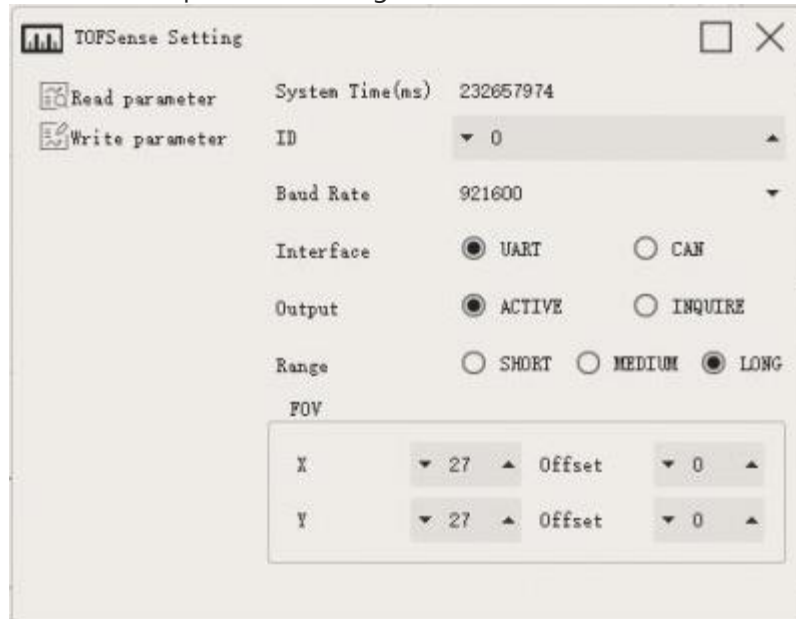 TOFSense Setting
Read parameter
Write parameter
System Time(ms) 232657974
ID 0
Baud Rate 921600
Interface UART CAN
Output ACTIVE INQUIRE
Range SHORT MEDIUM LONG
FOV
X 27 Offset 0
Y 27 Offset 0